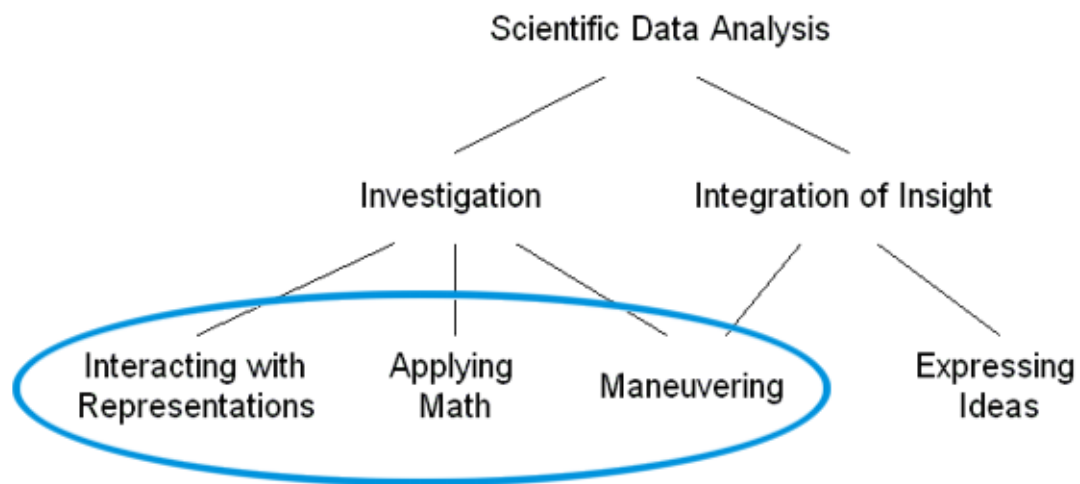 Scientific Data Analysis
Investigation
Integration of Insight
Interacting with
Representations
Applying
Math
Maneuvering
Expressing
Ideas